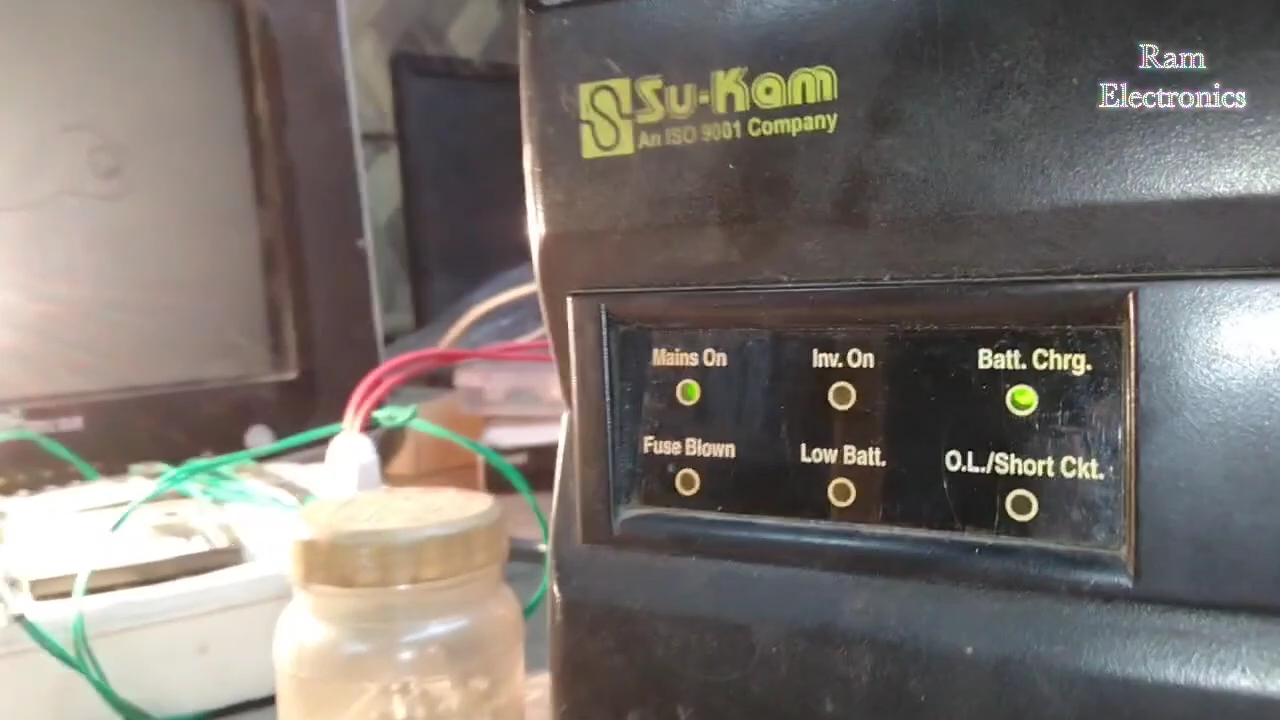 Ram
Electronics
Su-Kam
An ISO 9001 Company
Mains On
Inv. On
Batt. Chrg.
Fuse Blown
Low Batt.
O.L./Short Ckt.